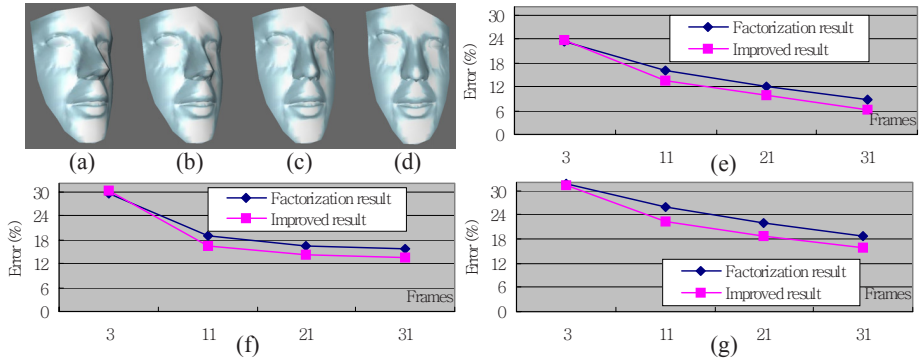 (a) (b) (c) (d)
Error (%)
30
24
18
12
6
0
Factorization result
Improved result
Frames
3 11 21 31
(e)
Error (%)
30
24
18
12
6
0
Factorization result
Improved result
Frames
3 11 21 31
(f)
Error (%)
30
24
18
12
6
0
Factorization result
Improved result
Frames
3 11 21 31
(g)